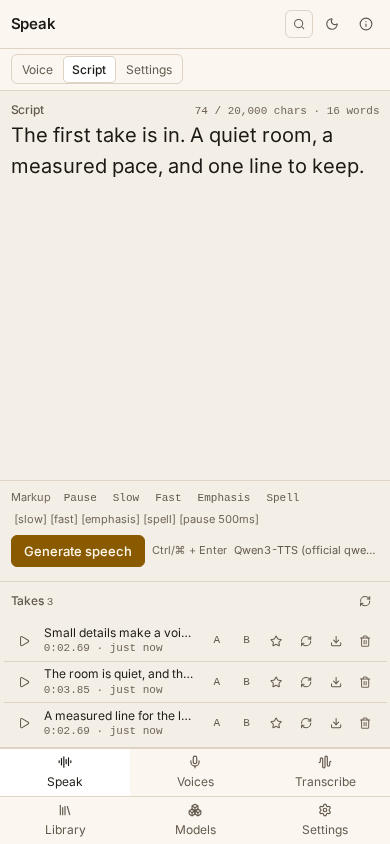 Speak
Voice Script Settings
Script 74 / 20,000 chars · 16 words
The first take is in. A quiet room, a
measured pace, and one line to keep.
Markup Pause Slow Fast Emphasis Spell
[slow] [fast] [emphasis] [spell] [pause 500ms]
Generate speech Ctrl/⌘ + Enter Qwen3-TTS (official qwe…
Takes 3
Small details make a voi… A B
0:02.69 · just now
The room is quiet, and th… A B
0:03.85 · just now
A measured line for the l… A B
0:02.69 · just now
Speak Voices Transcribe
Library Models Settings